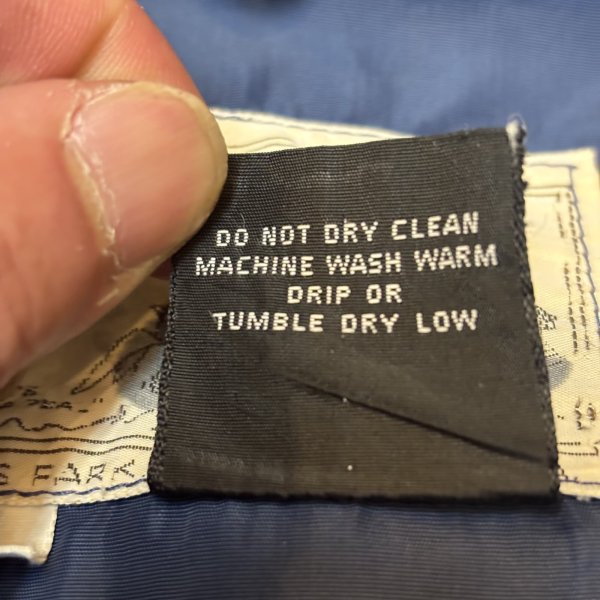 DO NOT DRY CLEAN
MACHINE WASH WARM
DRIP OR
TUMBLE DRY LOW